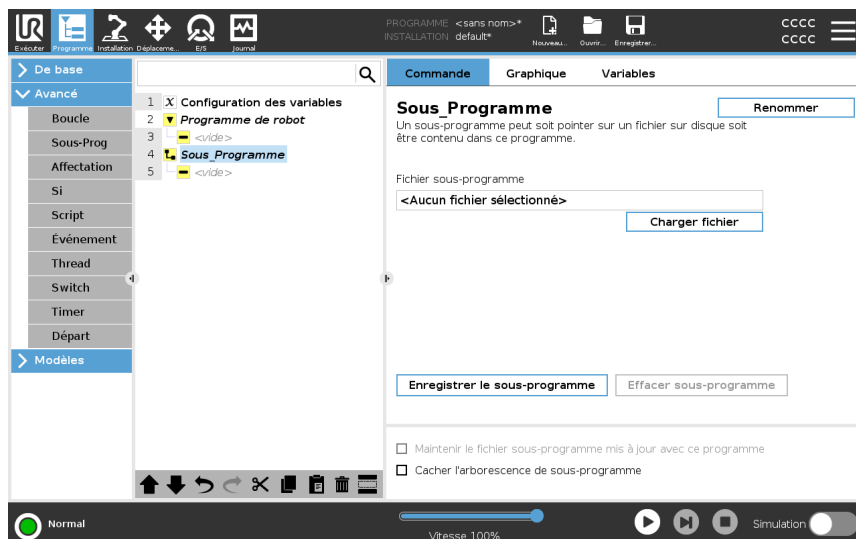 PROGRAMME <sans nom>*
INSTALLATION default*
Exécuter
Programme
Installation
Déplaceme...
E/S
Journal
Nouveau...
Ouvrir...
Enregistrer...
CCCC
CCCC
De base
Avancé
Boucle
Sous-Prog
Affectation
Si
Script
Événement
Thread
Switch
Timer
Départ
Modèles
1 X Configuration des variables
2 Programme de robot
3 <vide>
4 Sous_Programme
5 <vide>
Commande
Graphique
Variables
Sous_Programme
Renommer
Un sous-programme peut soit pointer sur un fichier sur disque soit
être contenu dans ce programme.
Fichier sous-programme
<Aucun fichier sélectionné>
Charger fichier
Enregistrer le sous-programme
Effacer sous-programme
Maintenir le fichier sous-programme mis à jour avec ce programme
Cacher l'arborescence de sous-programme
Normal
Vitesse 100%
Simulation